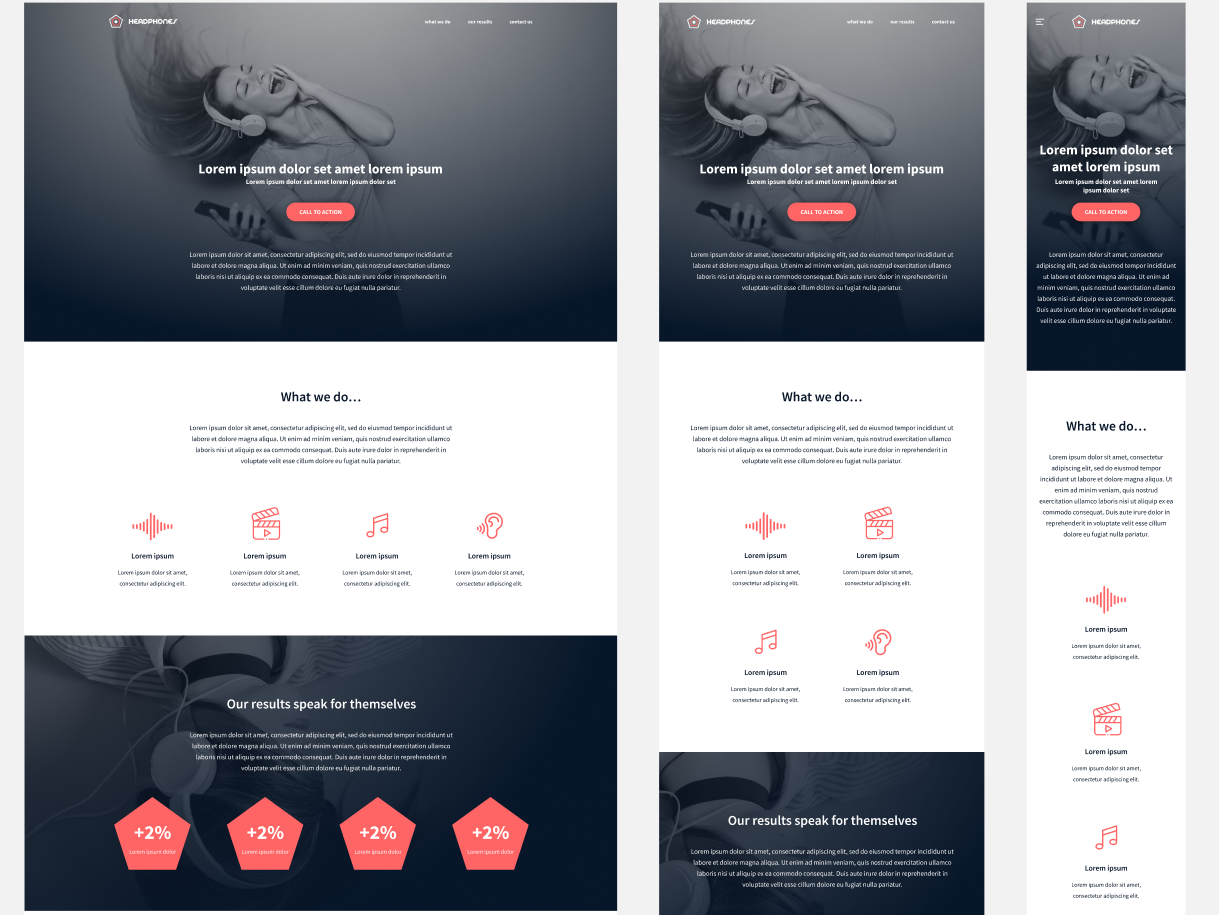 HEADPHONES
what we do our results contact us
Lorem ipsum dolor set amet lorem ipsum
Lorem ipsum dolor set amet lorem ipsum dolor set
CALL TO ACTION
Lorem ipsum dolor sit amet, consectetur adipiscing elit, sed do eiusmod tempor incididunt ut
labore et dolore magna aliqua. Ut enim ad minim veniam, quis nostrud exercitation ullamco
laboris nisi ut aliquip ex ea commodo consequat. Duis aute irure dolor in reprehenderit in
voluptate velit esse cillum dolore eu fugiat nulla pariatur.
What we do...
Lorem ipsum dolor sit amet, consectetur adipiscing elit, sed do eiusmod tempor incididunt ut
labore et dolore magna aliqua. Ut enim ad minim veniam, quis nostrud exercitation ullamco
laboris nisi ut aliquip ex ea commodo consequat. Duis aute irure dolor in reprehenderit in
voluptate velit esse cillum dolore eu fugiat nulla pariatur.
Lorem ipsum
Lorem ipsum dolor sit amet,
consectetur adipiscing elit.
Lorem ipsum
Lorem ipsum dolor sit amet,
consectetur adipiscing elit.
Lorem ipsum
Lorem ipsum dolor sit amet,
consectetur adipiscing elit.
Lorem ipsum
Lorem ipsum dolor sit amet,
consectetur adipiscing elit.
Our results speak for themselves
Lorem ipsum dolor sit amet, consectetur adipiscing elit, sed do eiusmod tempor incididunt ut
labore et dolore magna aliqua. Ut enim ad minim veniam, quis nostrud exercitation ullamco
laboris nisi ut aliquip ex ea commodo consequat. Duis aute irure dolor in reprehenderit in
voluptate velit esse cillum dolore eu fugiat nulla pariatur.
+2%
Lorem ipsum dolor
+2%
Lorem ipsum dolor
+2%
Lorem ipsum dolor
+2%
Lorem ipsum dolor
HEADPHONES
what we do our results contact us
Lorem ipsum dolor set amet lorem ipsum
Lorem ipsum dolor set amet lorem ipsum dolor set
CALL TO ACTION
Lorem ipsum dolor sit amet, consectetur adipiscing elit, sed do eiusmod tempor incididunt ut
labore et dolore magna aliqua. Ut enim ad minim veniam, quis nostrud exercitation ullamco
laboris nisi ut aliquip ex ea commodo consequat. Duis aute irure dolor in reprehenderit in
voluptate velit esse cillum dolore eu fugiat nulla pariatur.
What we do...
Lorem ipsum dolor sit amet, consectetur adipiscing elit, sed do eiusmod tempor incididunt ut
labore et dolore magna aliqua. Ut enim ad minim veniam, quis nostrud exercitation ullamco
laboris nisi ut aliquip ex ea commodo consequat. Duis aute irure dolor in reprehenderit in
voluptate velit esse cillum dolore eu fugiat nulla pariatur.
Lorem ipsum
Lorem ipsum dolor sit amet,
consectetur adipiscing elit.
Lorem ipsum
Lorem ipsum dolor sit amet,
consectetur adipiscing elit.
Lorem ipsum
Lorem ipsum dolor sit amet,
consectetur adipiscing elit.
Lorem ipsum
Lorem ipsum dolor sit amet,
consectetur adipiscing elit.
Our results speak for themselves
Lorem ipsum dolor sit amet, consectetur adipiscing elit, sed do eiusmod tempor incididunt ut
labore et dolore magna aliqua. Ut enim ad minim veniam, quis nostrud exercitation ullamco
laboris nisi ut aliquip ex ea commodo consequat. Duis aute irure dolor in reprehenderit in
voluptate velit esse cillum dolore eu fugiat nulla pariatur.
HEADPHONES
Lorem ipsum dolor set
amet lorem ipsum
Lorem ipsum dolor set amet lorem
ipsum dolor set
CALL TO ACTION
Lorem ipsum dolor sit amet, consectetur
adipiscing elit, sed do eiusmod tempor incididunt
ut labore et dolore magna aliqua. Ut enim ad
minim veniam, quis nostrud exercitation ullamco
laboris nisi ut aliquip ex ea commodo consequat.
Duis aute irure dolor in reprehenderit in voluptate
velit esse cillum dolore eu fugiat nulla pariatur.
What we do...
Lorem ipsum dolor sit amet, consectetur
adipiscing elit, sed do eiusmod tempor
incididunt ut labore et dolore magna aliqua. Ut
enim ad minim veniam, quis nostrud
exercitation ullamco laboris nisi ut aliquip ex ea
commodo consequat. Duis aute irure dolor in
reprehenderit in voluptate velit esse cillum
dolore eu fugiat nulla pariatur.
Lorem ipsum
Lorem ipsum dolor sit amet,
consectetur adipiscing elit.
Lorem ipsum
Lorem ipsum dolor sit amet,
consectetur adipiscing elit.
Lorem ipsum
Lorem ipsum dolor sit amet,
consectetur adipiscing elit.